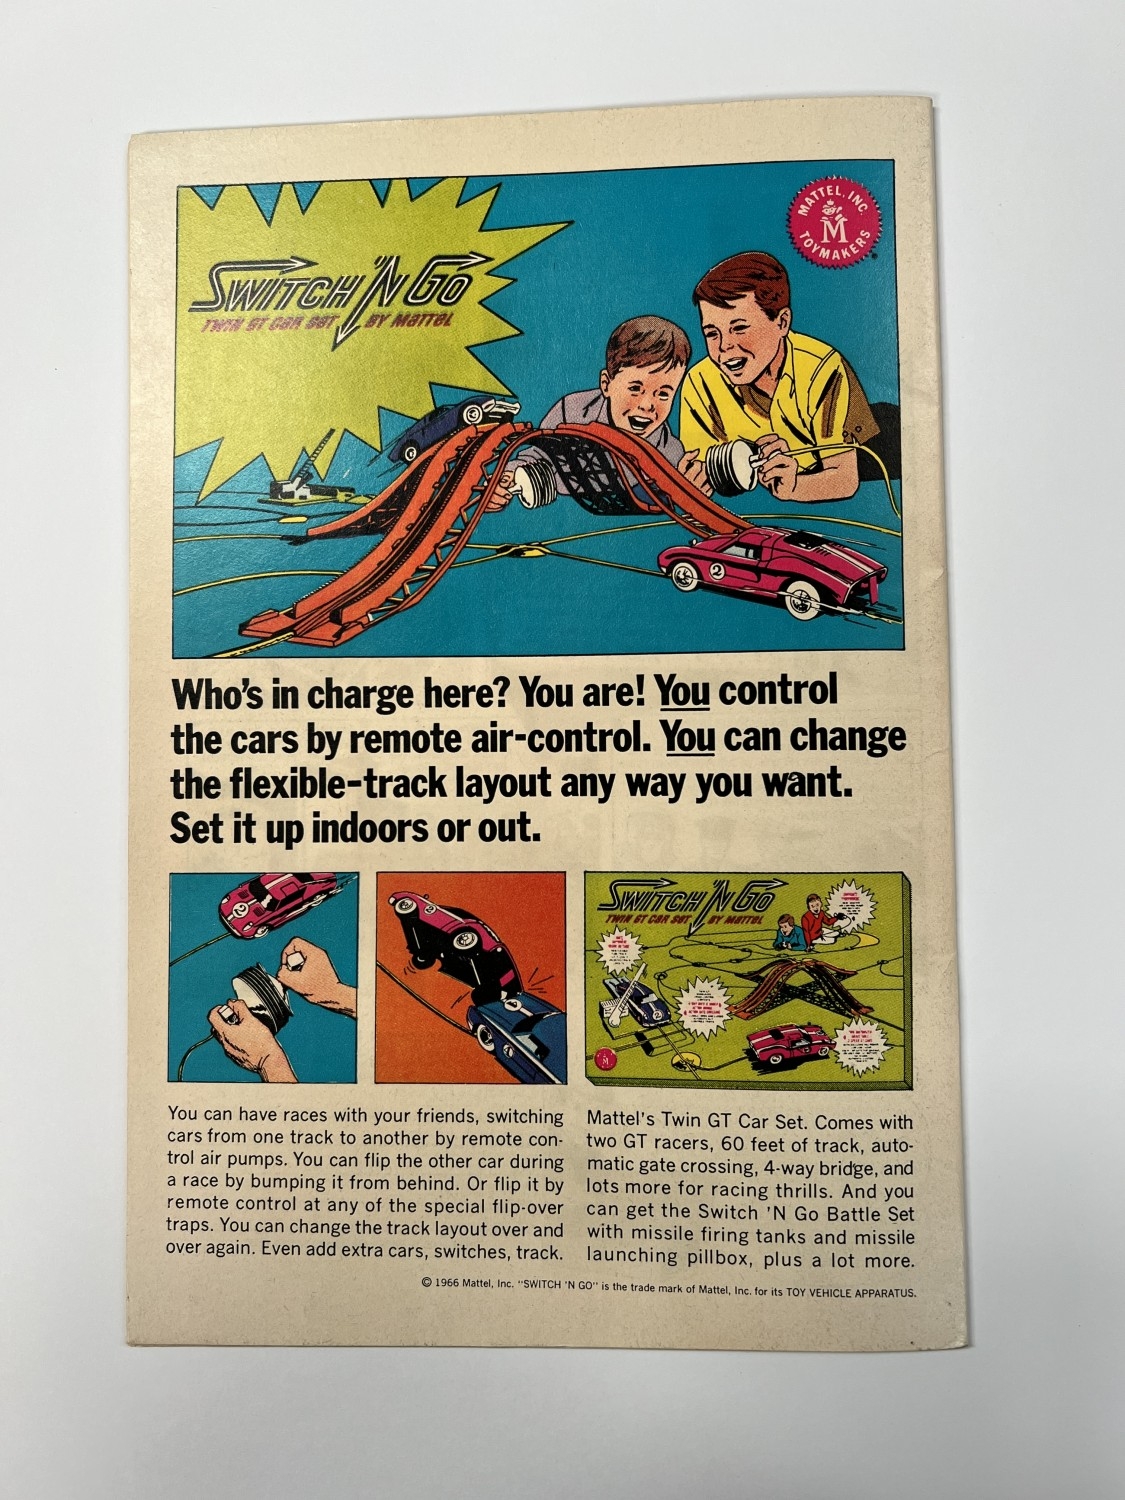 SWITCH 'N GO
TWIN GT CAR SET BY MATTEL
MATTEL, INC.
M
TOYMAKERS
2
Who's in charge here? You are! You control
the cars by remote air-control. You can change
the flexible-track layout any way you want.
Set it up indoors or out.
2
SWITCH 'N GO
TWIN GT CAR SET BY MATTEL
2
M
You can have races with your friends, switching
cars from one track to another by remote con-
trol air pumps. You can flip the other car during
a race by bumping it from behind. Or flip it by
remote control at any of the special flip-over
traps. You can change the track layout over and
over again. Even add extra cars, switches, track.
Mattel's Twin GT Car Set. Comes with
two GT racers, 60 feet of track, auto-
matic gate crossing, 4-way bridge, and
lots more for racing thrills. And you
can get the Switch 'N Go Battle Set
with missile firing tanks and missile
launching pillbox, plus a lot more.
© 1966 Mattel, Inc. "SWITCH 'N GO" is the trade mark of Mattel, Inc. for its TOY VEHICLE APPARATUS.